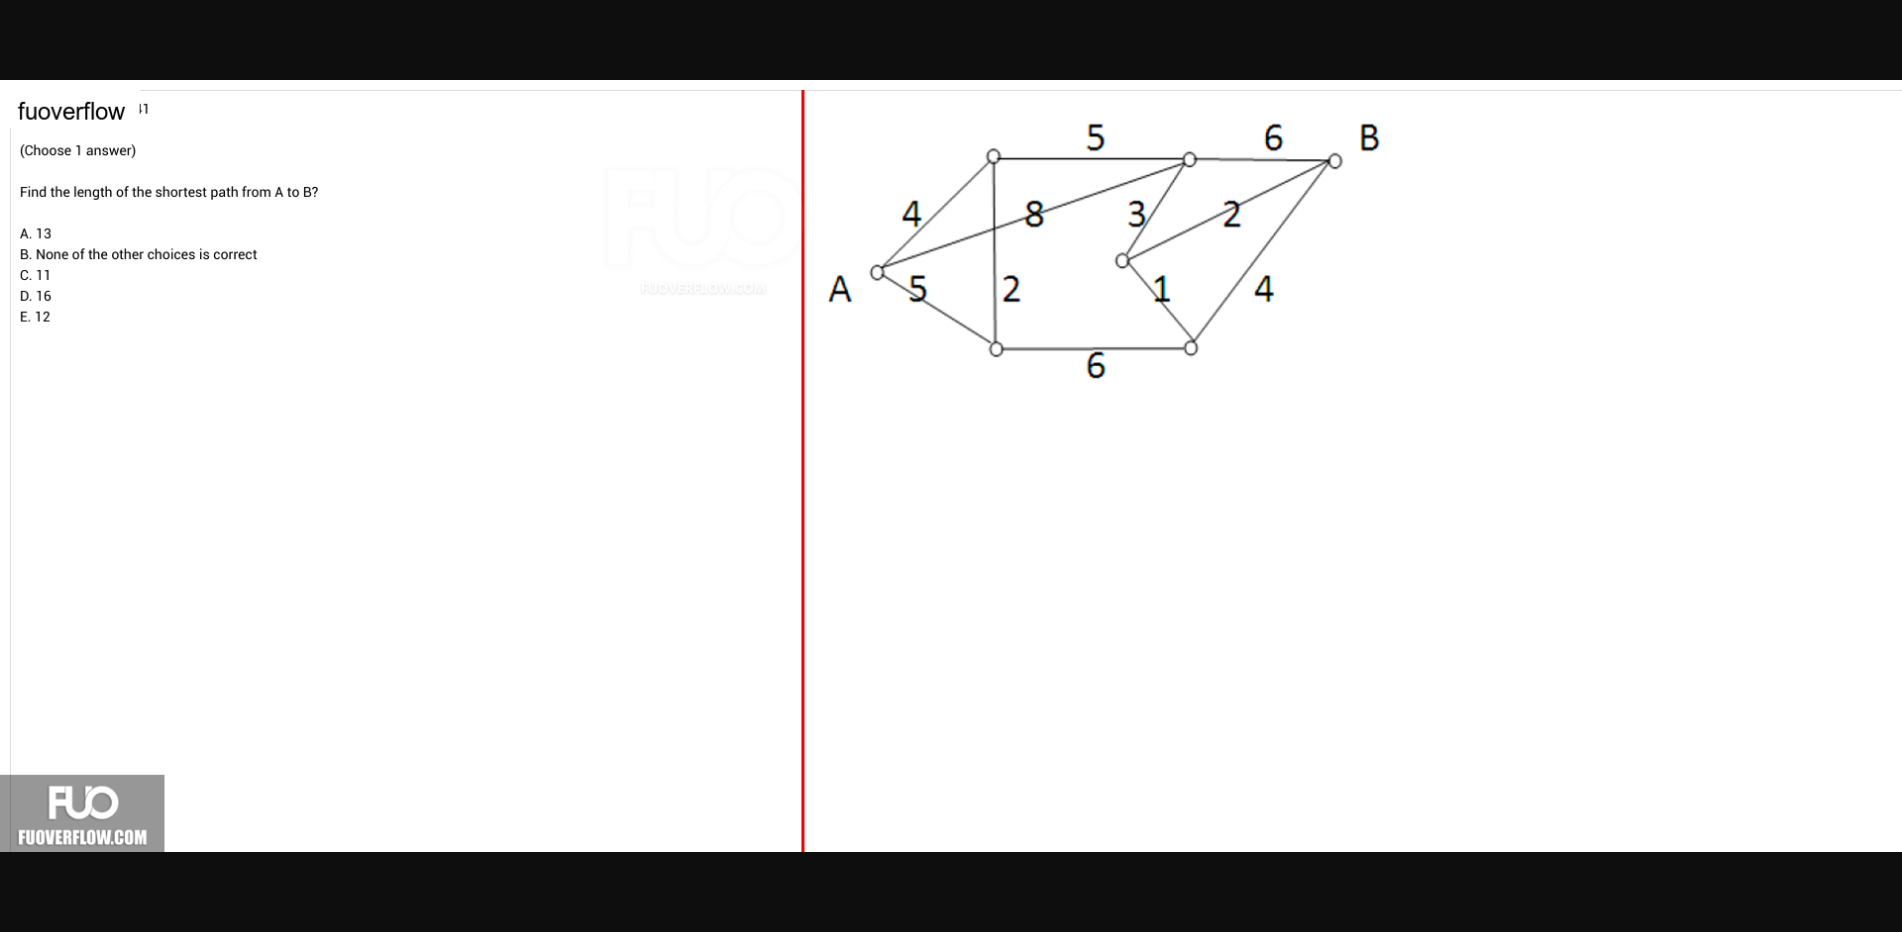 fuoverflow 41
(Choose 1 answer)
Find the length of the shortest path from A to B?
A. 13
B. None of the other choices is correct
C. 11
D. 16
E. 12
FUO
FUOVERFLOW.COM
5 6 B
4 8 3 2
A 5 2 1 4
6
FUO
FUOVERFLOW.COM